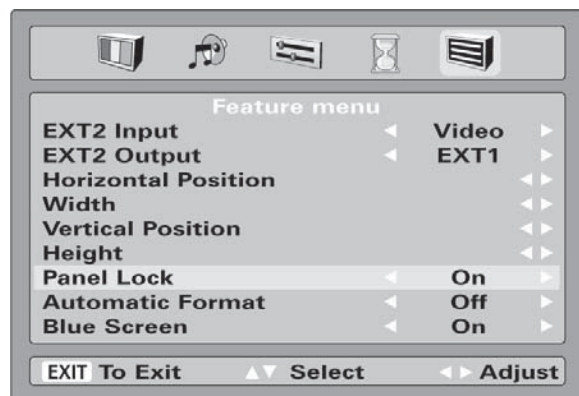 Feature menu
EXT2 Input Video
EXT2 Output EXT1
Horizontal Position
Width
Vertical Position
Height
Panel Lock On
Automatic Format Off
Blue Screen On
EXIT To Exit Select Adjust